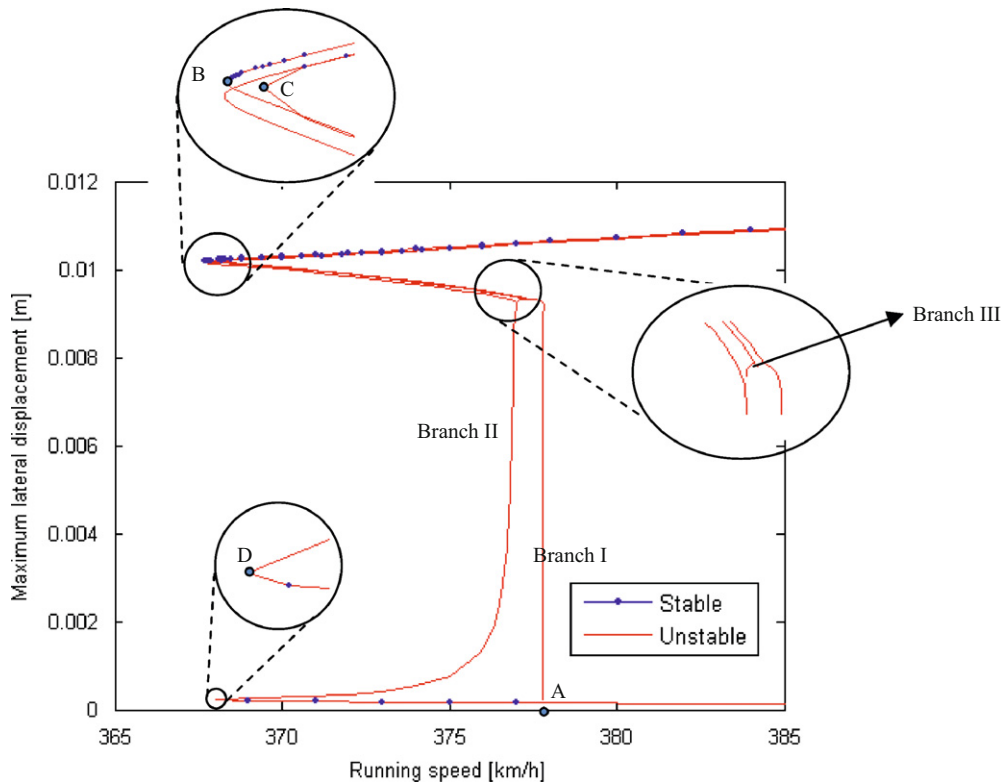 B
C
0.012
0.01
0.008
0.006
0.004
0.002
0
Maximum lateral displacement [m]
Branch III
Branch II
Branch I
D
A
Stable
Unstable
365
370
375
380
385
Running speed [km/h]